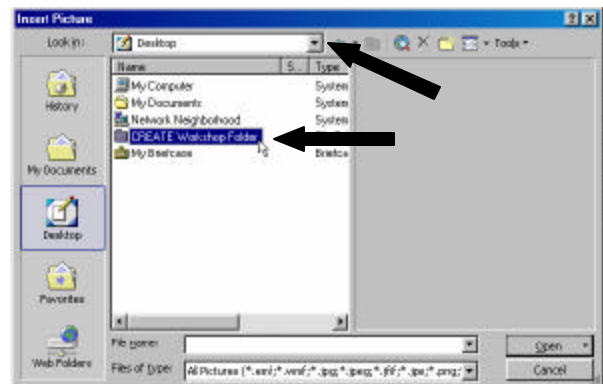 Insert Picture
Look in: Desktop Tools
Name S... Type
My Computer System
My Documents System
Network Neighborhood System
CREATE Workshop Folder
My Briefcase Briefca
History
My Documents
Desktop
Favorites
Web Folders
File name:
Files of type: All Pictures (*.emf;*.wmf;*.jpg;*.jpeg;*.jfif;*.jpe;*.png;
Open
Cancel